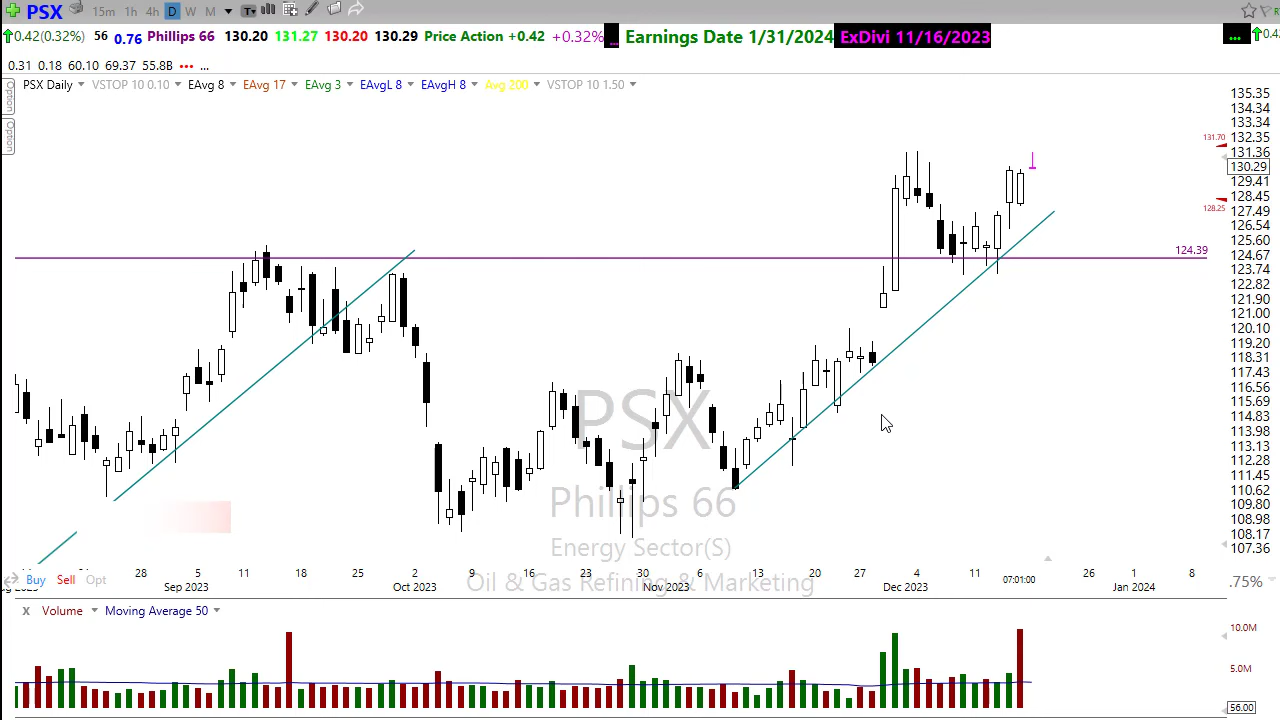 PSX 15m 1h 4h D W M T
0.42(0.32%) 56 0.76 Phillips 66 130.20 131.27 130.20 130.29 Price Action +0.42 +0.32% ... Earnings Date 1/31/2024 ExDivi 11/16/2023 ... 0.42
0.31 0.18 60.10 69.37 55.8B ••• ...
PSX Daily VSTOP 10 0.10 EAvg 8 EAvg 17 EAvg 3 EAvgL 8 EAvgH 8 Avg 200 VSTOP 10 1.50
Option
Option
135.35
134.34
133.34
132.35
131.70
131.36
130.29
129.41
128.45
128.25
127.49
126.54
125.60
124.39
124.67
123.74
122.82
121.90
121.00
120.10
119.20
118.31
117.43
116.56
115.69
114.83
113.98
113.13
112.28
111.45
110.62
109.80
108.98
108.17
107.36
PSX
Phillips 66
Energy Sector(S)
Oil & Gas Refining & Marketing
28 5 11 18 25 2 9 16 23 30 6 13 20 27 4 11 07:01:00 26 1 8
Buy Sell Opt .75%
Sep 2023 Oct 2023 Nov 2023 Dec 2023 Jan 2024
X Volume Moving Average 50
10.0M
5.0M
56.00